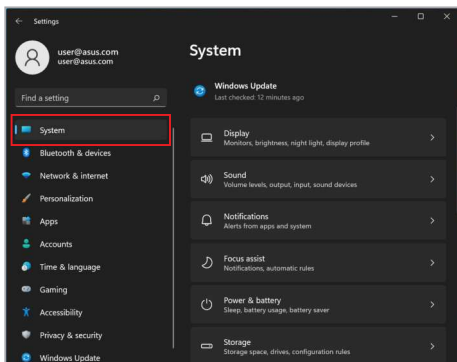 Settings
user@asus.com
user@asus.com
Find a setting
System
Bluetooth & devices
Network & internet
Personalization
Apps
Accounts
Time & language
Gaming
Accessibility
Privacy & security
Windows Update
System
Windows Update
Last checked: 12 minutes ago
Display
Monitors, brightness, night light, display profile
Sound
Volume levels, output, input, sound devices
Notifications
Alerts from apps and system
Focus assist
Notifications, automatic rules
Power & battery
Sleep, battery usage, battery saver
Storage
Storage space, drives, configuration rules